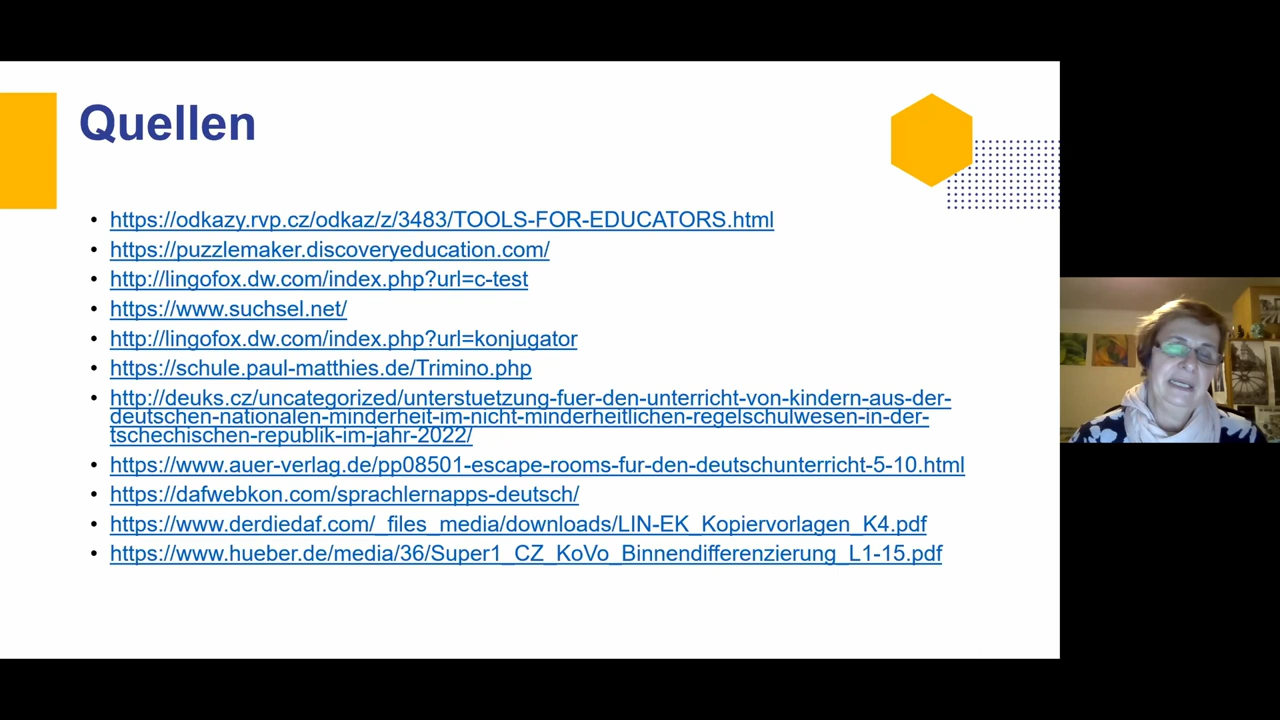 Quellen
https://odkazy.rvp.cz/odkaz/z/3483/TOOLS-FOR-EDUCATORS.html
https://puzzlemaker.discoveryeducation.com/
http://lingofox.dw.com/index.php?url=c-test
https://www.suchsel.net/
http://lingofox.dw.com/index.php?url=konjugator
https://schule.paul-matthies.de/Trimino.php
http://deuks.cz/uncategorized/unterstuetzung-fuer-den-unterricht-von-kindern-aus-der-
deutschen-nationalen-minderheit-im-nicht-minderheitlichen-regelschulwesen-in-der-
tschechischen-republik-im-jahr-2022/
https://www.auer-verlag.de/pp08501-escape-rooms-fur-den-deutschunterricht-5-10.html
https://dafwebkon.com/sprachlernapps-deutsch/
https://www.derdiedaf.com/_files_media/downloads/LIN-EK_Kopiervorlagen_K4.pdf
https://www.hueber.de/media/36/Super1_CZ_KoVo_Binnendifferenzierung_L1-15.pdf